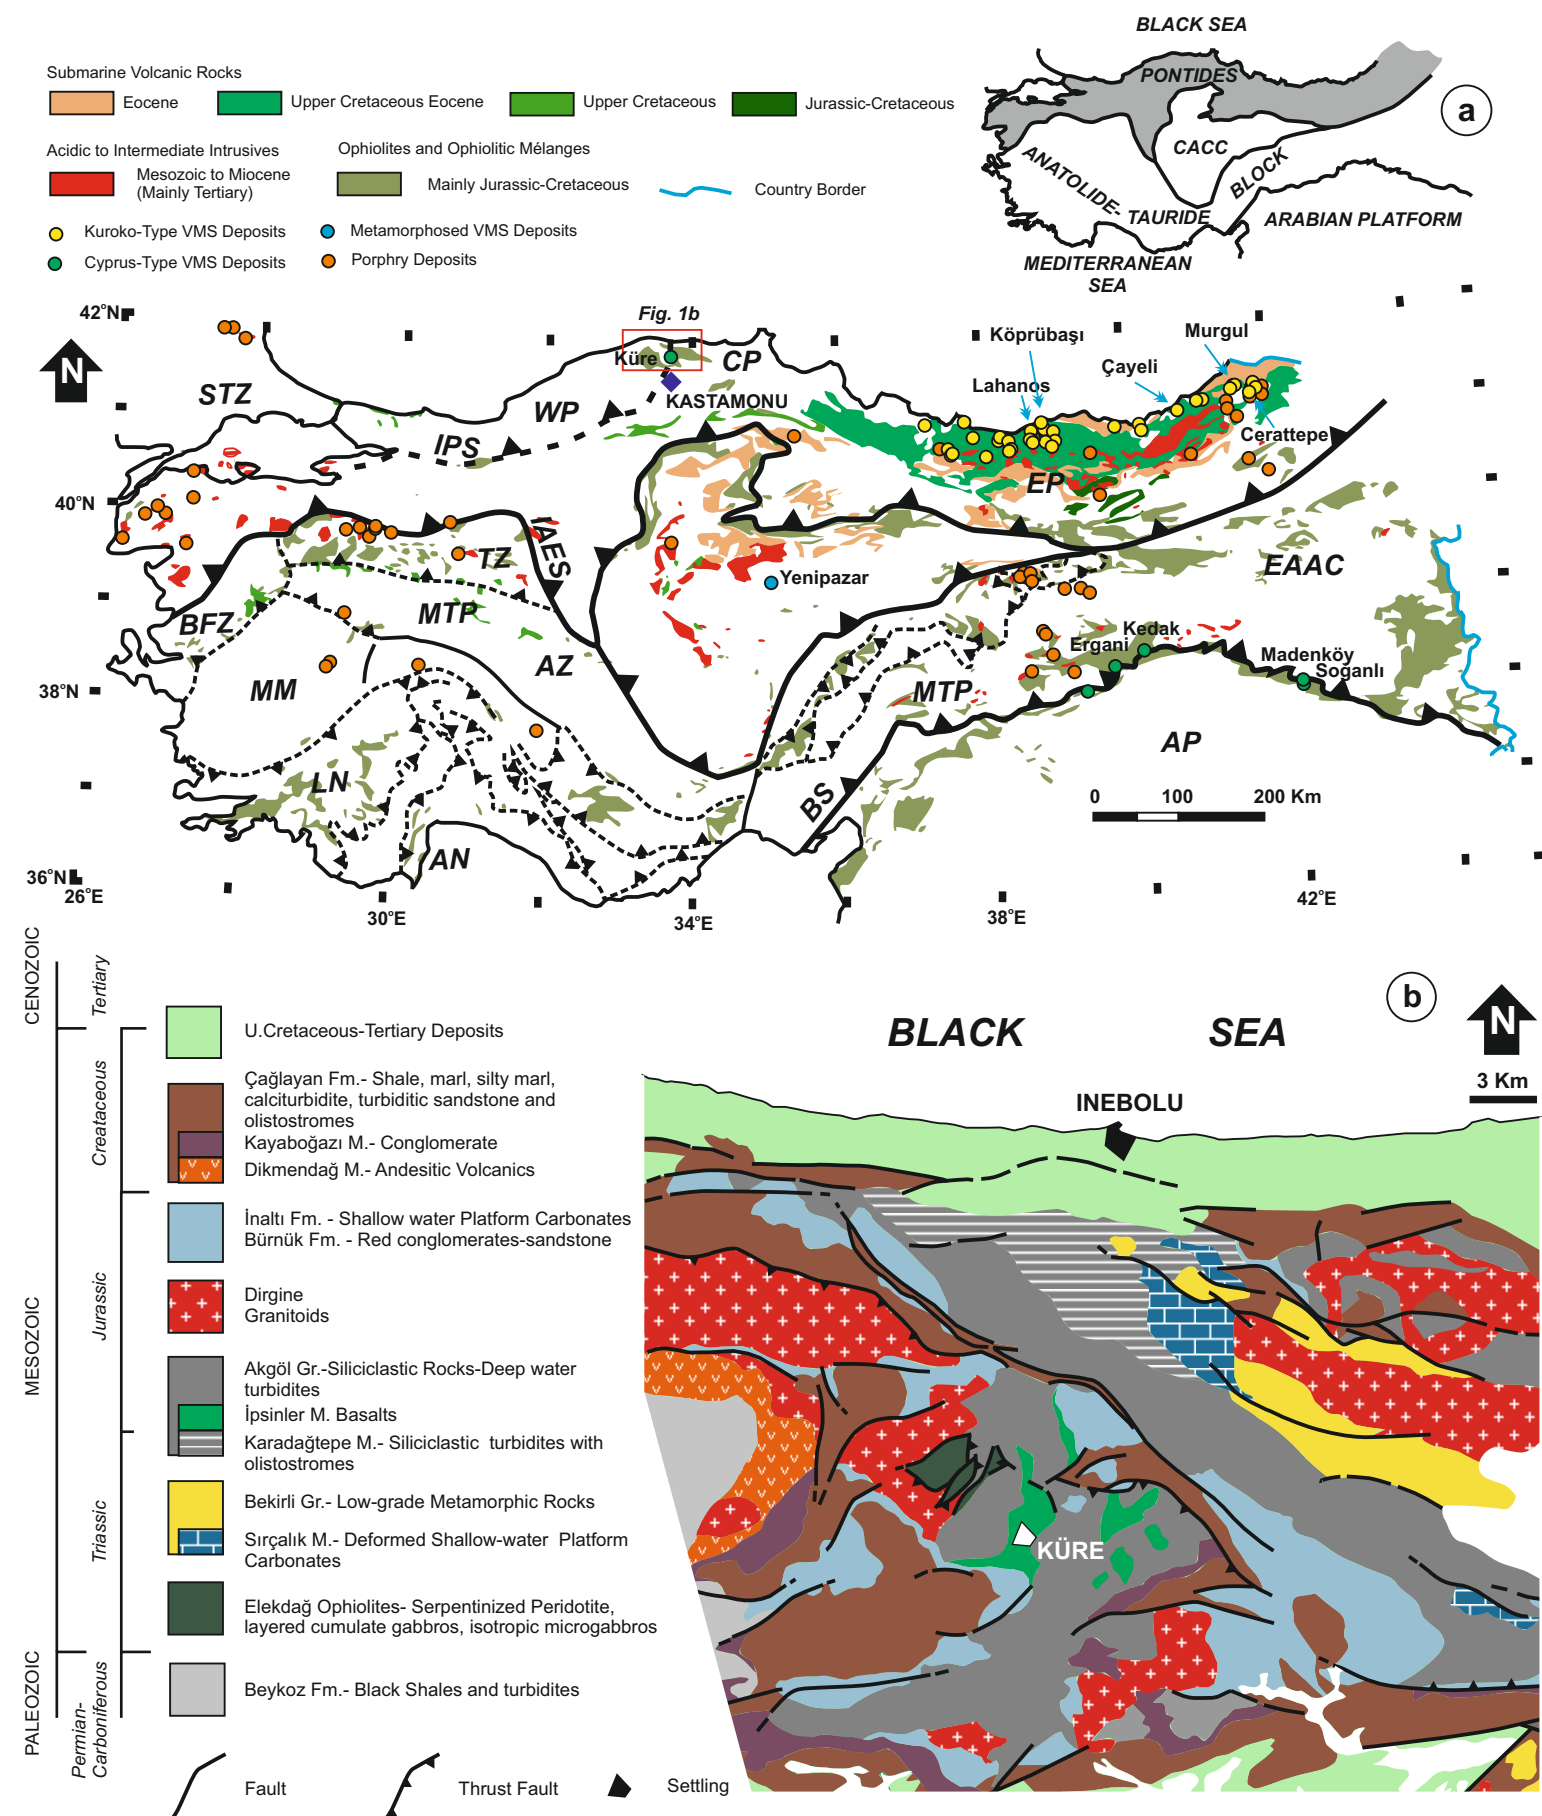 BLACK SEA
PONTIDES
a
CACC
ANATOLIDE-
TAURIDE
BLOCK
ARABIAN PLATFORM
MEDITERRANEAN
SEA
Submarine Volcanic Rocks
Eocene
Upper Cretaceous Eocene
Upper Cretaceous
Jurassic-Cretaceous
Acidic to Intermediate Intrusives
Ophiolites and Ophiolitic Mélanges
Mesozoic to Miocene
(Mainly Tertiary)
Mainly Jurassic-Cretaceous
Country Border
Kuroko-Type VMS Deposits
Metamorphosed VMS Deposits
Cyprus-Type VMS Deposits
Porphry Deposits
42°N
N
Fig. 1b
Küre
CP
KASTAMONU
STZ
WP
IPS
Köprübaşı
Murgul
Lahanos
Çayeli
Cerattepe
EP
40°N
IAES
TZ
Yenipazar
EAAC
BFZ
MTP
AZ
Kedak
Ergani
Madenköy
Soğanlı
38°N
MM
MTP
AP
LN
BS
0 100 200 Km
AN
36°N
26°E
30°E
34°E
38°E
42°E
CENOZOIC
Tertiary
MESOZOIC
Creataceous
Jurassic
Triassic
PALEOZOIC
Permian-
Carboniferous
U.Cretaceous-Tertiary Deposits
Çağlayan Fm.- Shale, marl, silty marl,
calciturbidite, turbiditic sandstone and
olistostromes
Kayaboğazı M.- Conglomerate
Dikmendağ M.- Andesitic Volcanics
İnaltı Fm. - Shallow water Platform Carbonates
Bürnük Fm. - Red conglomerates-sandstone
Dirgine
Granitoids
Akgöl Gr.-Siliciclastic Rocks-Deep water
turbidites
İpsinler M. Basalts
Karadağtepe M.- Siliciclastic turbidites with
olistostromes
Bekirli Gr.- Low-grade Metamorphic Rocks
Sırçalık M.- Deformed Shallow-water Platform
Carbonates
Elekdağ Ophiolites- Serpentinized Peridotite,
layered cumulate gabbros, isotropic microgabbros
Beykoz Fm.- Black Shales and turbidites
Fault
Thrust Fault
Settling
b
N
BLACK SEA
3 Km
INEBOLU
KÜRE